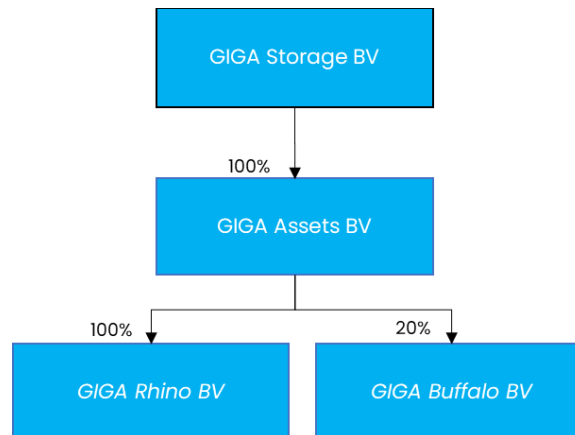 GIGA Storage BV
100%
GIGA Assets BV
100%
20%
GIGA Rhino BV
GIGA Buffalo BV